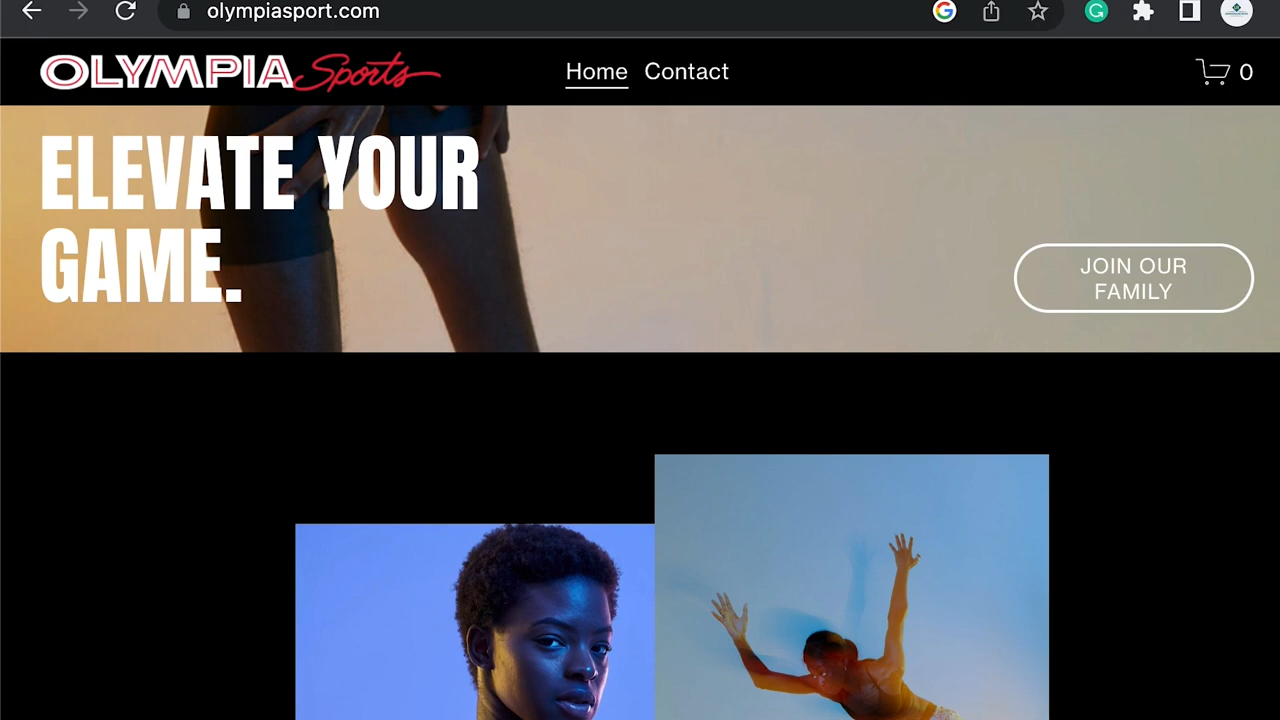 olympiasport.com
OLYMPIA Sports
Home Contact
0
ELEVATE YOUR
GAME.
JOIN OUR
FAMILY